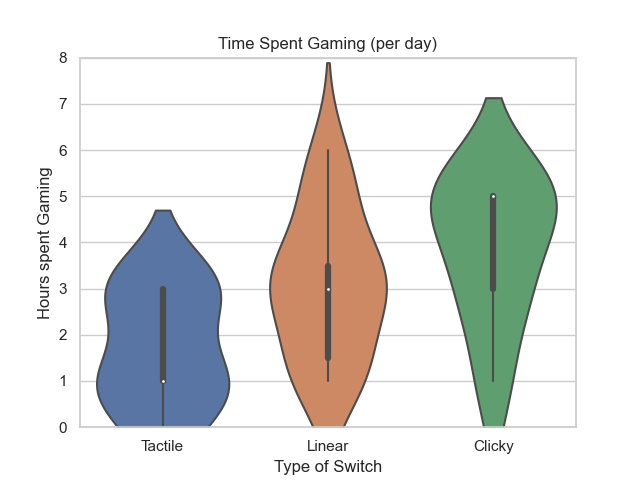 Time Spent Gaming (per day)
8
7
6
5
4
3
2
1
0
Hours spent Gaming
Tactile
Linear
Clicky
Type of Switch